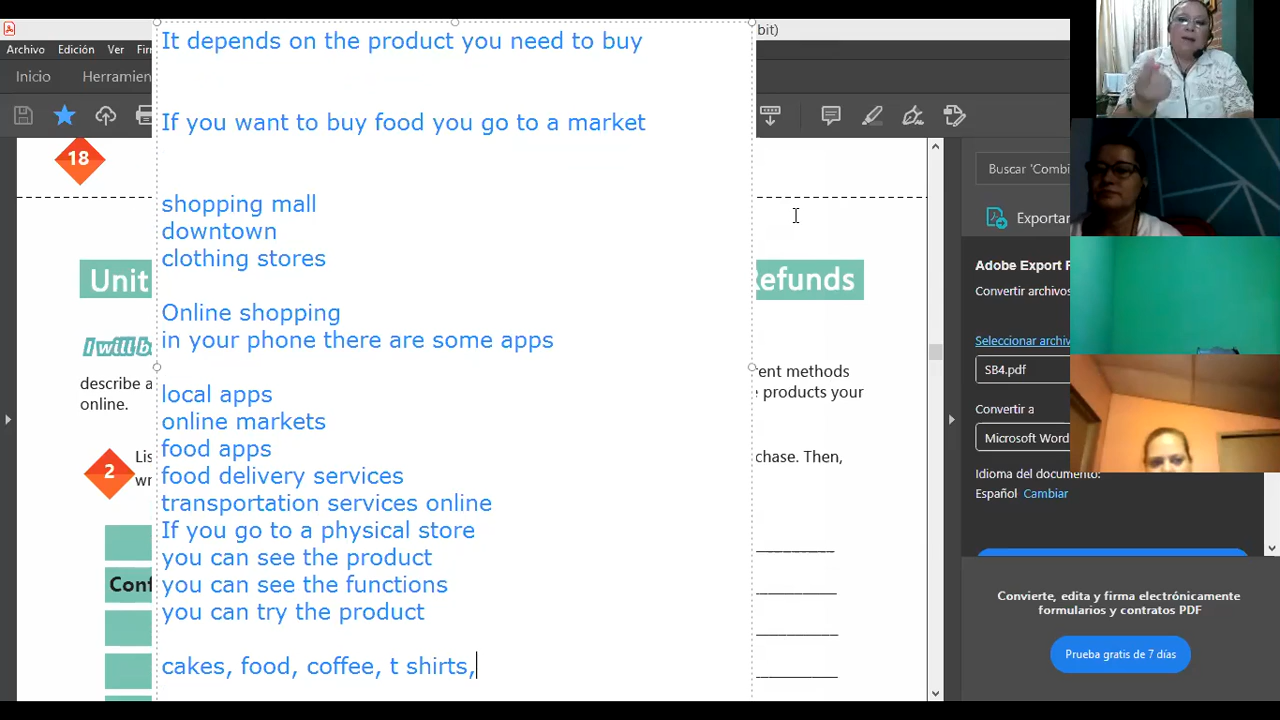 It depends on the product you need to buy
bit)
Archivo Edición Ver
If you want to buy food you go to a market
Inicio
18
shopping mall
downtown
clothing stores
Online shopping
in your phone there are some apps
local apps
online markets
food apps
food delivery services
transportation services online
If you go to a physical store
you can see the product
you can see the functions
you can try the product
cakes, food, coffee, t shirts,
Unit Refunds
I will b
describe a
online.
ent methods
products your
2
chase. Then,
Conf
Buscar 'Combi
Exportar
Adobe Export P
Convertir archivos
Seleccionar archiv
SB4.pdf
Convertir a
Microsoft Word
Idioma del documento:
Español Cambiar
Convierte, edita y firma electrónicamente
formularios y contratos PDF
Prueba gratis de 7 días